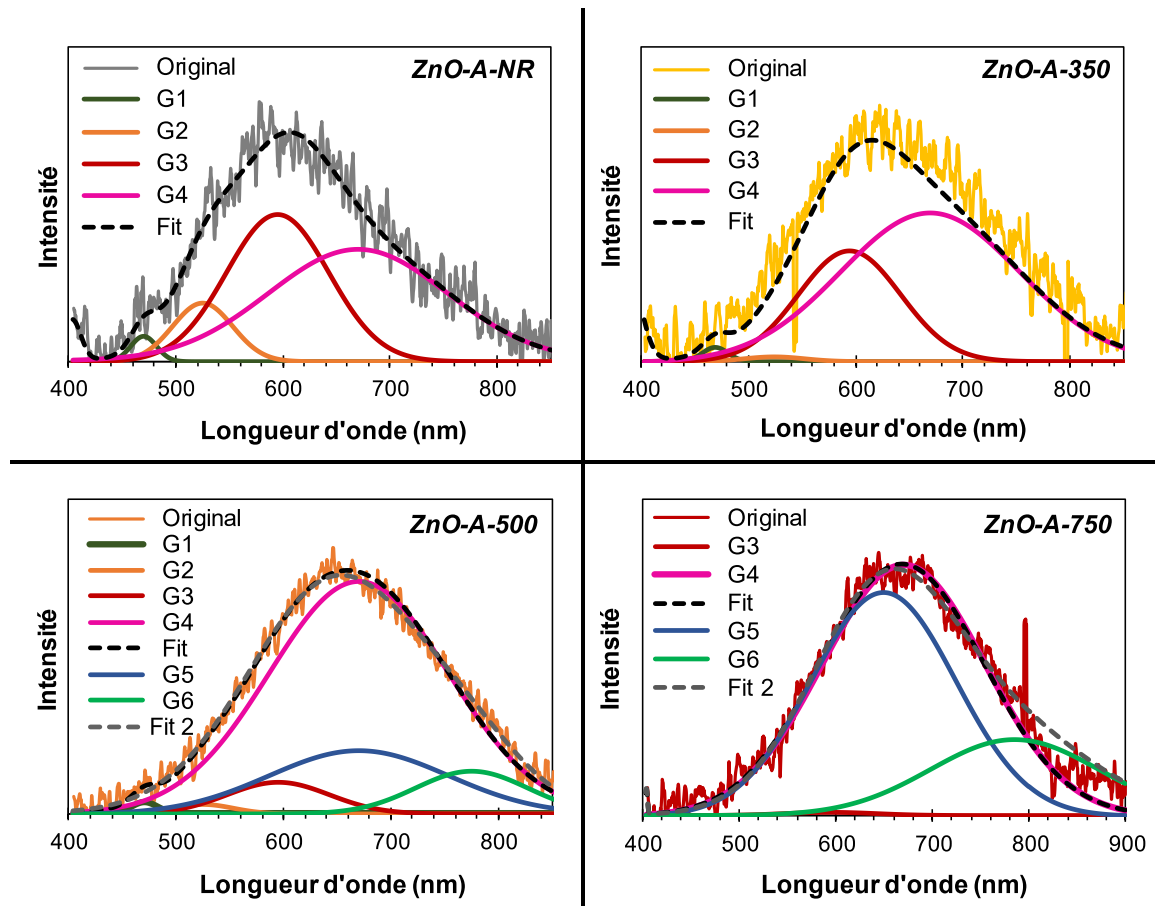 ZnO-A-NR
Original
G1
G2
G3
G4
Fit
Intensité
400 500 600 700 800
Longueur d'onde (nm)
ZnO-A-350
Original
G1
G2
G3
G4
Fit
Intensité
400 500 600 700 800
Longueur d'onde (nm)
ZnO-A-500
Original
G1
G2
G3
G4
Fit
G5
G6
Fit 2
Intensité
400 500 600 700 800
Longueur d'onde (nm)
ZnO-A-750
Original
G3
G4
Fit
G5
G6
Fit 2
Intensité
400 500 600 700 800 900
Longueur d'onde (nm)